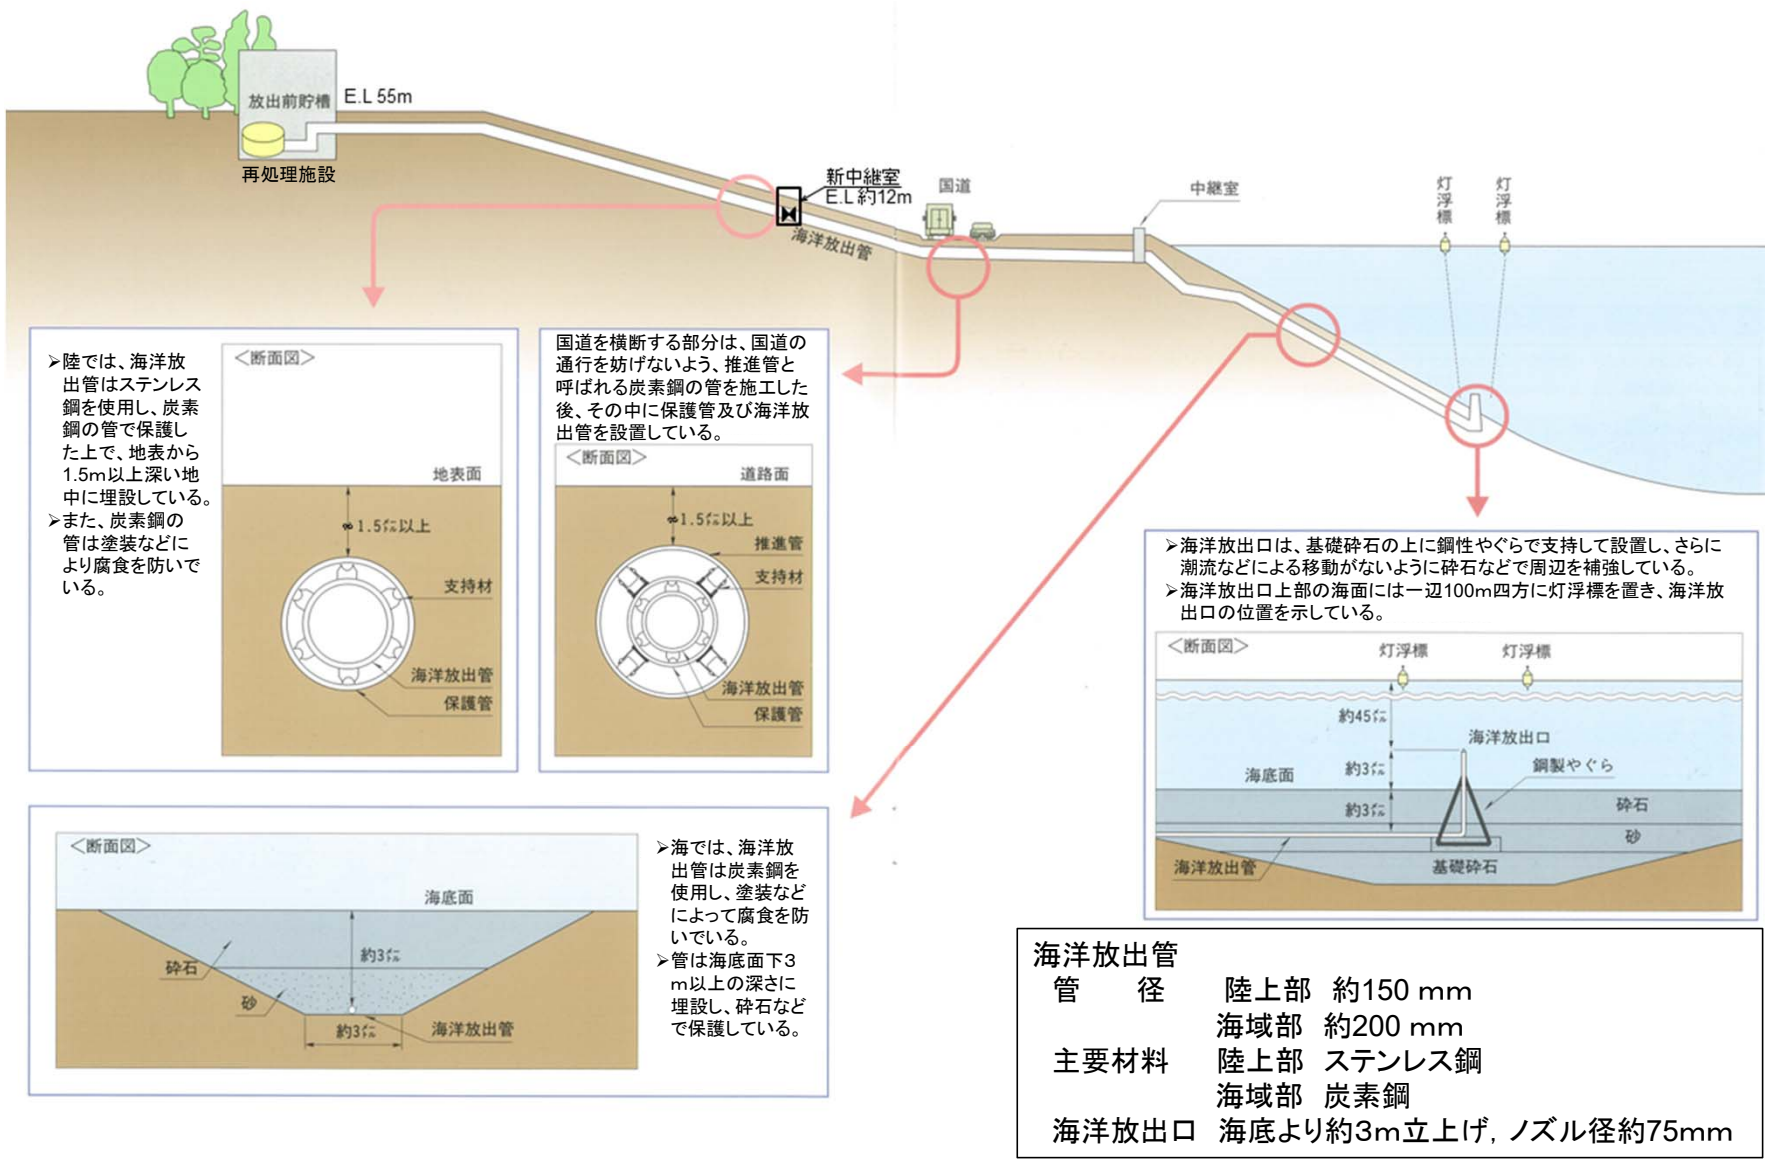 放出前貯槽
E.L 55m
再処理施設
新中継室
E.L 約12m
海洋放出管
国道
中継室
灯浮標
灯浮標
➢陸では、海洋放
出管はステンレス
鋼を使用し、炭素
鋼の管で保護し
た上で、地表から
1.5m以上深い地
中に埋設している。
➢また、炭素鋼の
管は塗装などに
より腐食を防いで
いる。
＜断面図＞
地表面
1.5㍍以上
支持材
海洋放出管
保護管
国道を横断する部分は、国道の
通行を妨げないよう、推進管と
呼ばれる炭素鋼の管を施工した
後、その中に保護管及び海洋放
出管を設置している。
＜断面図＞
道路面
1.5㍍以上
推進管
支持材
海洋放出管
保護管
➢海洋放出口は、基礎砕石の上に鋼性やぐらで支持して設置し、さらに
潮流などによる移動がないように砕石などで周辺を補強している。
➢海洋放出口上部の海面には一辺100m四方に灯浮標を置き、海洋放
出口の位置を示している。
＜断面図＞
灯浮標
灯浮標
約45㍍
海洋放出口
海底面
約3㍍
鋼製やぐら
約3㍍
砕石
砂
海洋放出管
基礎砕石
＜断面図＞
海底面
約3㍍
砕石
砂
約3㍍
海洋放出管
➢海では、海洋放
出管は炭素鋼を
使用し、塗装など
によって腐食を防
いでいる。
➢管は海底面下3
m以上の深さに
埋設し、砕石など
で保護している。
海洋放出管
管　　径　　陸上部　約150 mm
海域部　約200 mm
主要材料　陸上部　ステンレス鋼
海域部　炭素鋼
海洋放出口　海底より約3m立上げ, ノズル径約75mm